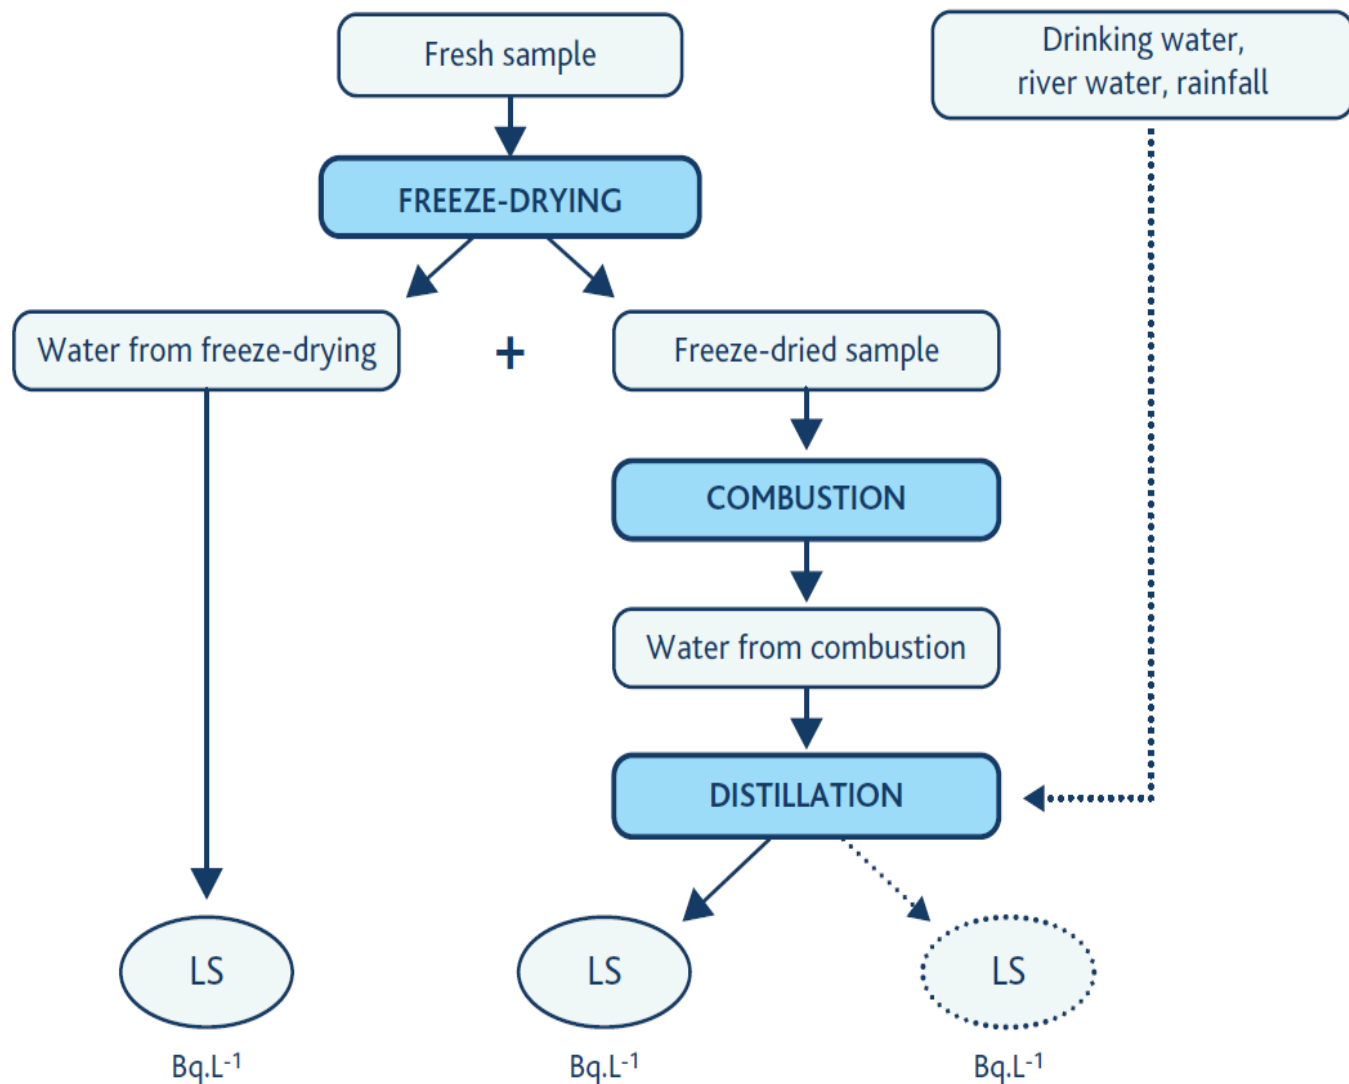 Fresh sample
Drinking water,
river water, rainfall
FREEZE-DRYING
Water from freeze-drying
+
Freeze-dried sample
COMBUSTION
Water from combustion
DISTILLATION
LS
LS
LS
Bq.L⁻¹
Bq.L⁻¹
Bq.L⁻¹